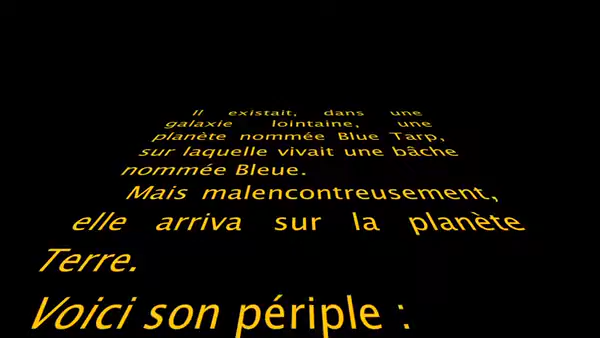 Il existait, dans une
galaxie lointaine, une
planète nommée Blue Tarp,
sur laquelle vivait une bâche
nommée Bleue.
Mais malencontreusement,
elle arriva sur la planète
Terre.
Voici son périple :